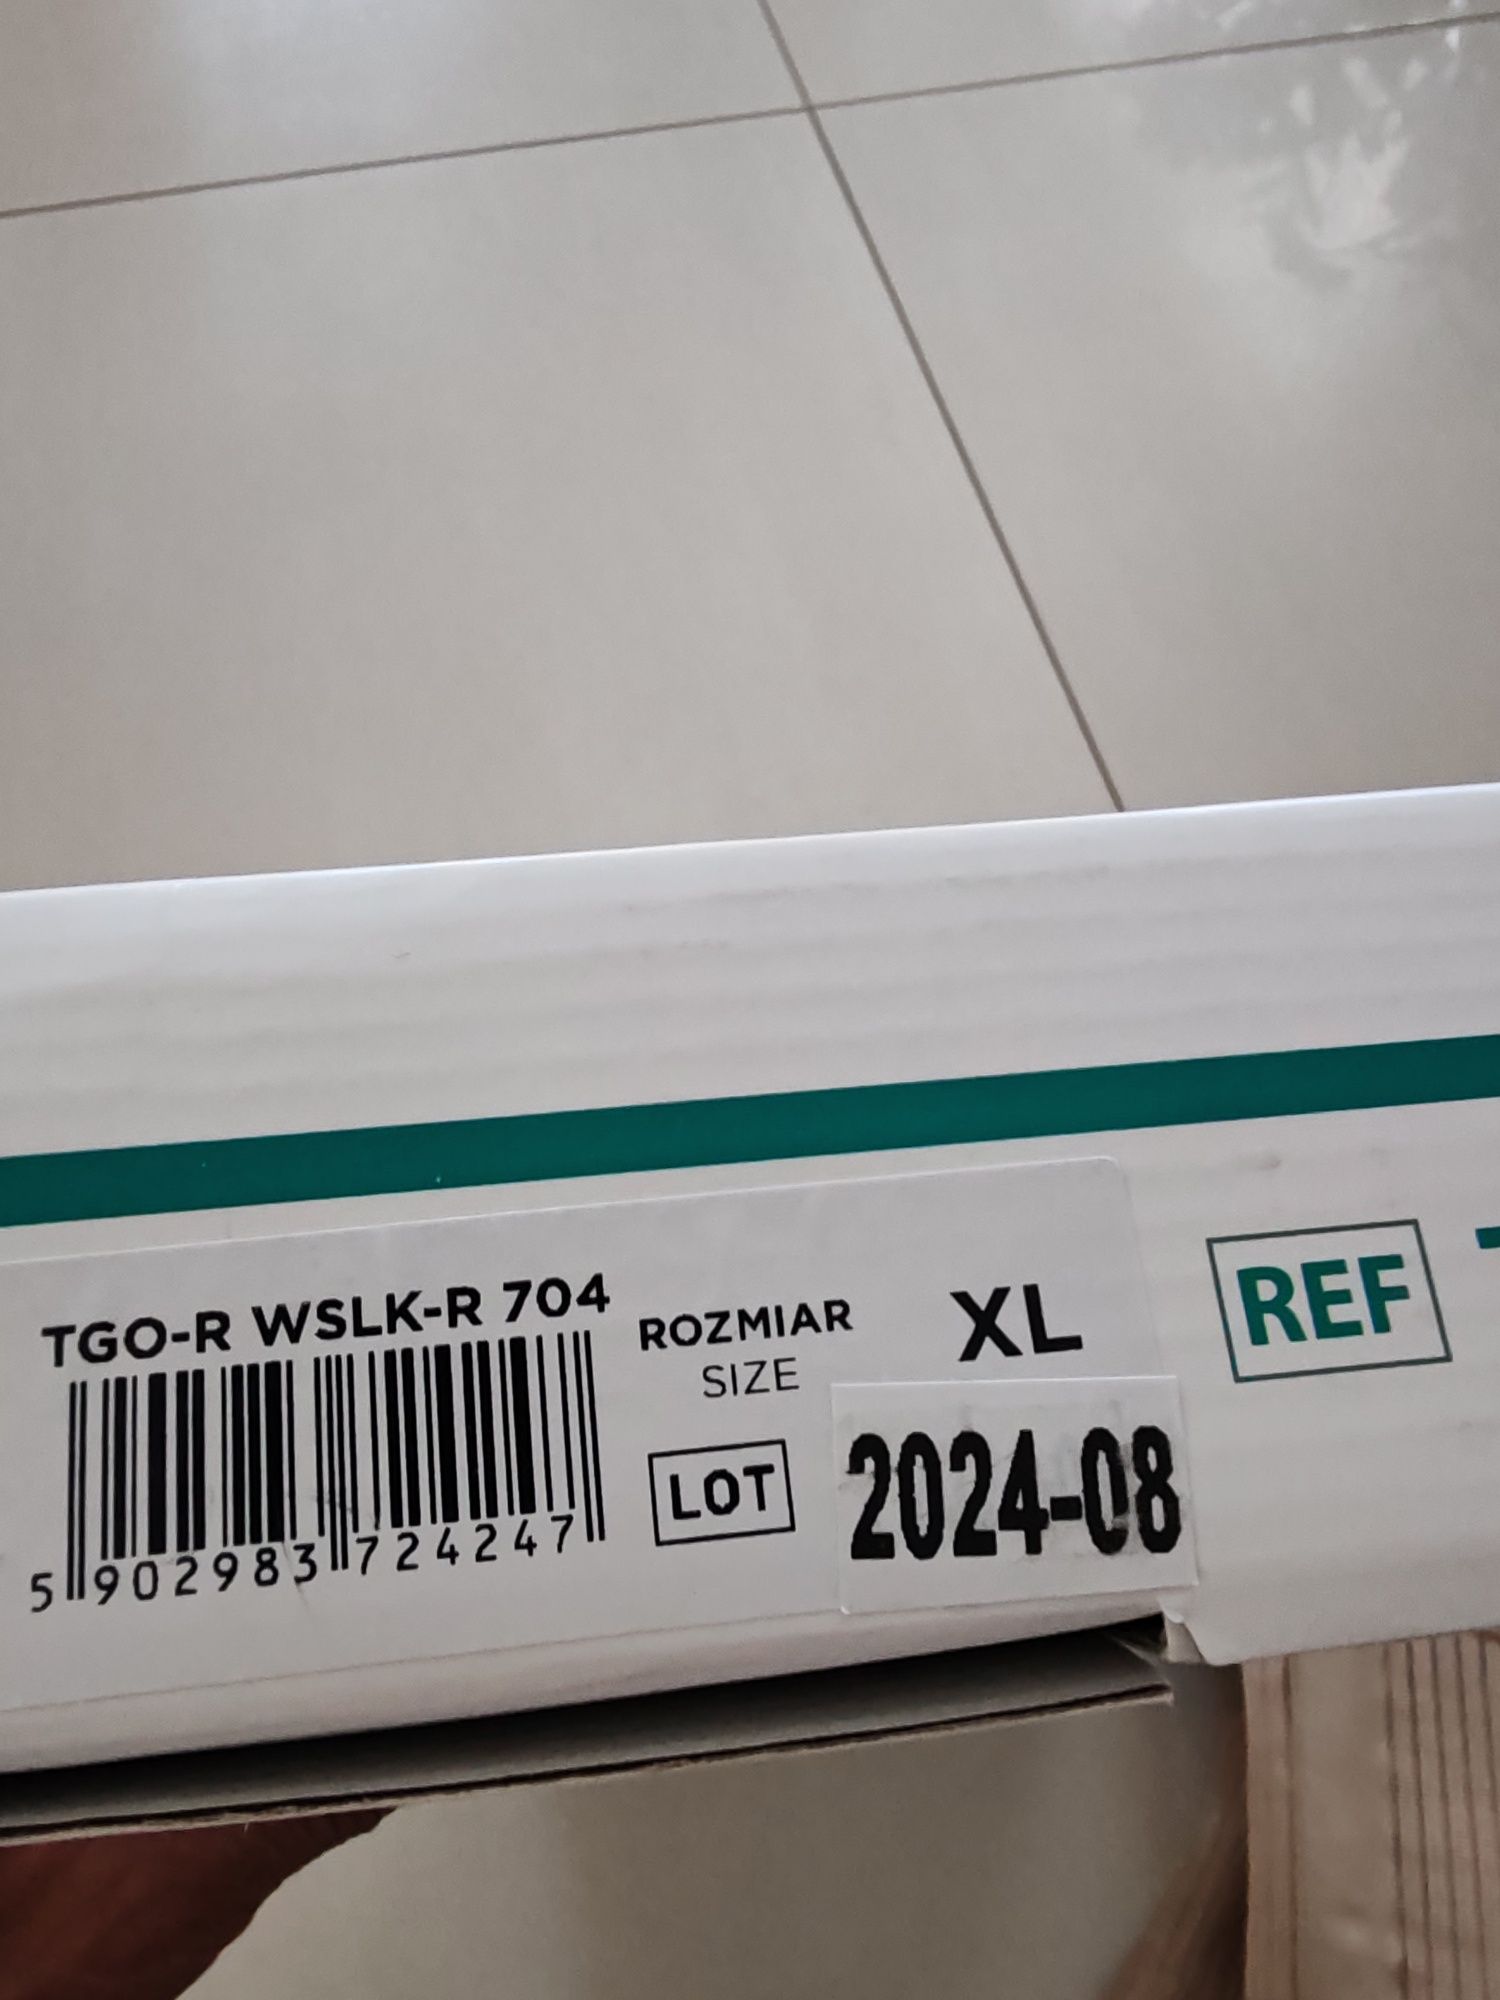 TGO-R WSLK-R 704
ROZMIAR XL
SIZE
LOT 2024-08
5 902983 724247
REF